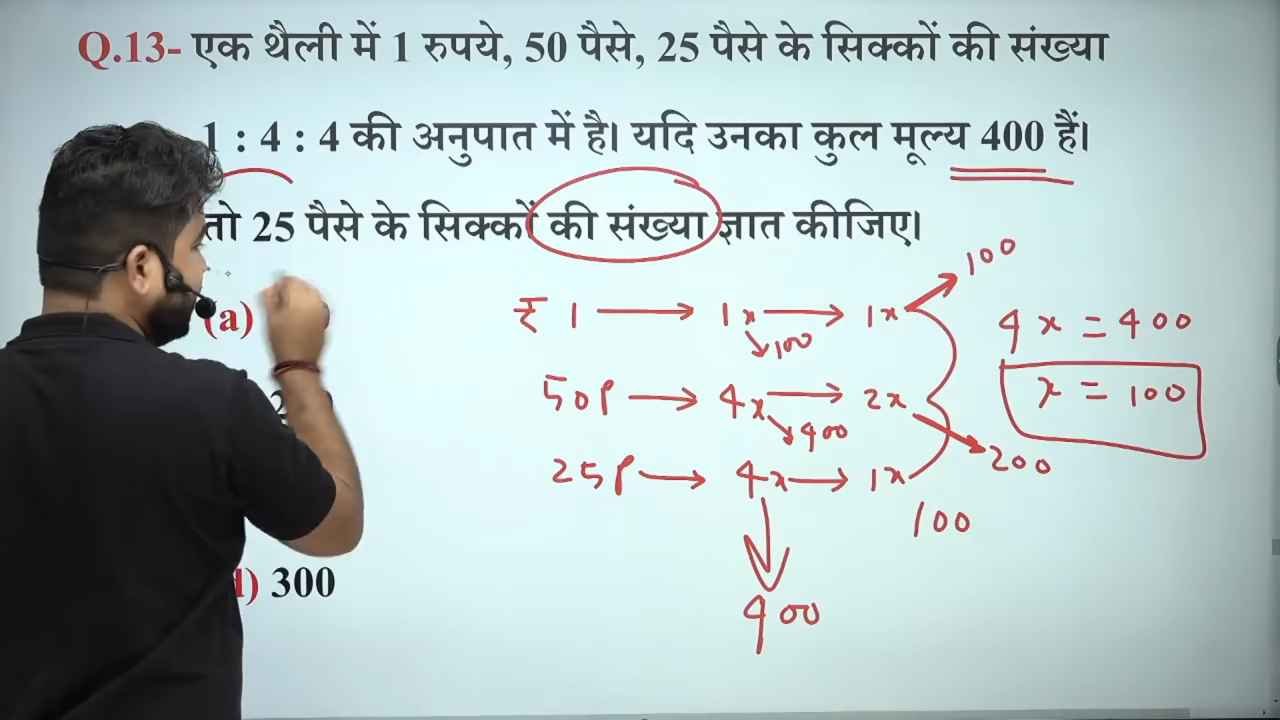 Q.13- एक थैली में 1 रुपये, 50 पैसे, 25 पैसे के सिक्कों की संख्या
1 : 4 : 4 की अनुपात में है। यदि उनका कुल मूल्य 400 हैं।
तो 25 पैसे के सिक्कों की संख्या ज्ञात कीजिए।
(a)
d) 300
₹ 1 → 1x → 1x 100
100
50P → 4x → 2x
400 200
25P → 4x → 1x
100
400
4x = 400
x = 100